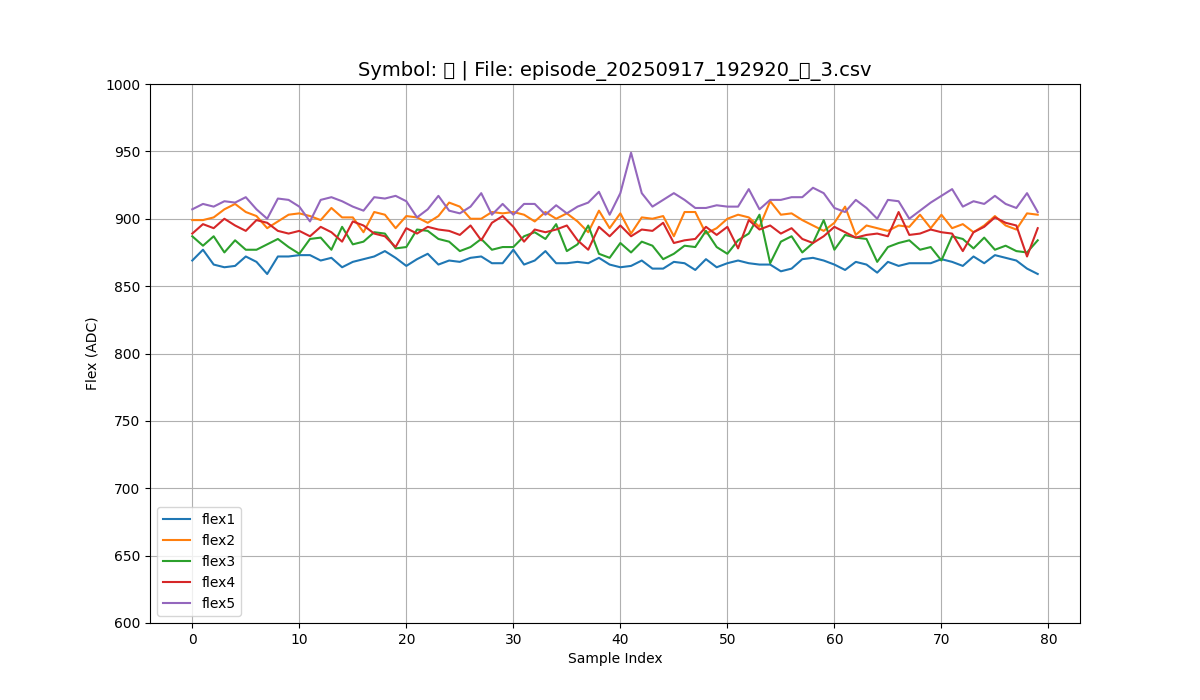 Symbol: | File: episode_20250917_192920_ _3.csv
1000
950
900
850
800
750
700
650
600
Flex (ADC)
flex1
flex2
flex3
flex4
flex5
0 10 20 30 40 50 60 70 80
Sample Index